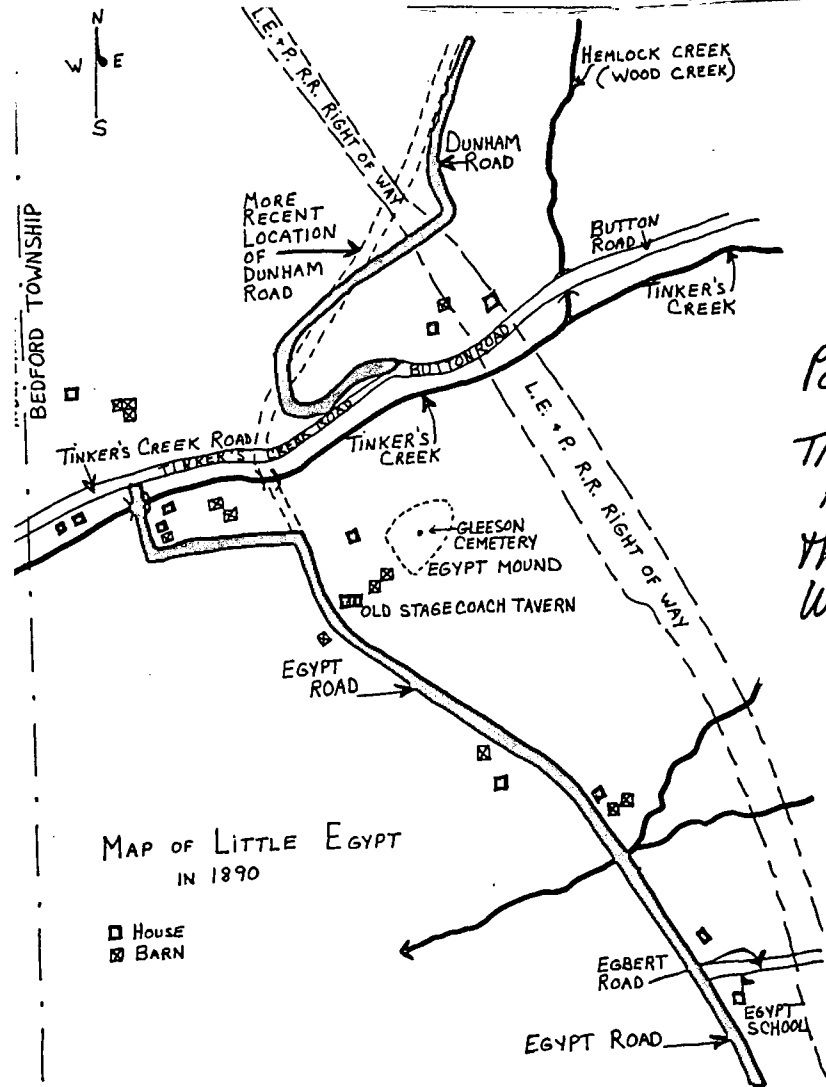 N
W E
S
L.E. & P. R.R. RIGHT OF WAY
HEMLOCK CREEK
(WOOD CREEK)
DUNHAM
ROAD
MORE
RECENT
LOCATION
OF
DUNHAM
ROAD
BUTTON
ROAD
TINKER'S
CREEK
BEDFORD TOWNSHIP
BUTTON ROAD
TINKER'S CREEK ROAD
TINKER'S CREEK ROAD
TINKER'S
CREEK
L.E. & P. R.R. RIGHT OF WAY
GLEESON
CEMETERY
EGYPT MOUND
OLD STAGECOACH TAVERN
EGYPT
ROAD
MAP OF LITTLE EGYPT
IN 1890
HOUSE
BARN
EGBERT
ROAD
EGYPT
SCHOOL
EGYPT ROAD